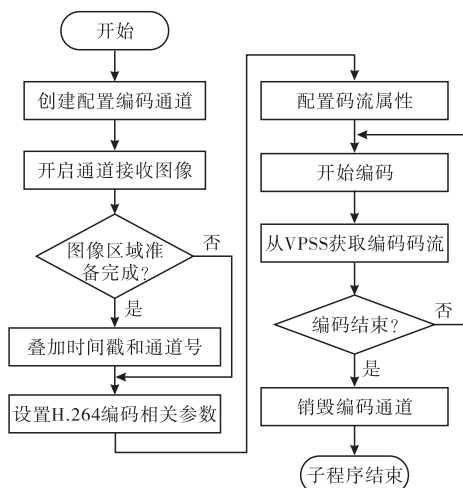 开始
创建配置编码通道
开启通道接收图像
图像区域准
备完成?
否
是
叠加时间戳和通道号
设置H.264编码相关参数
配置码流属性
开始编码
从VPSS获取编码码流
编码结束?
否
是
销毁编码通道
子程序结束